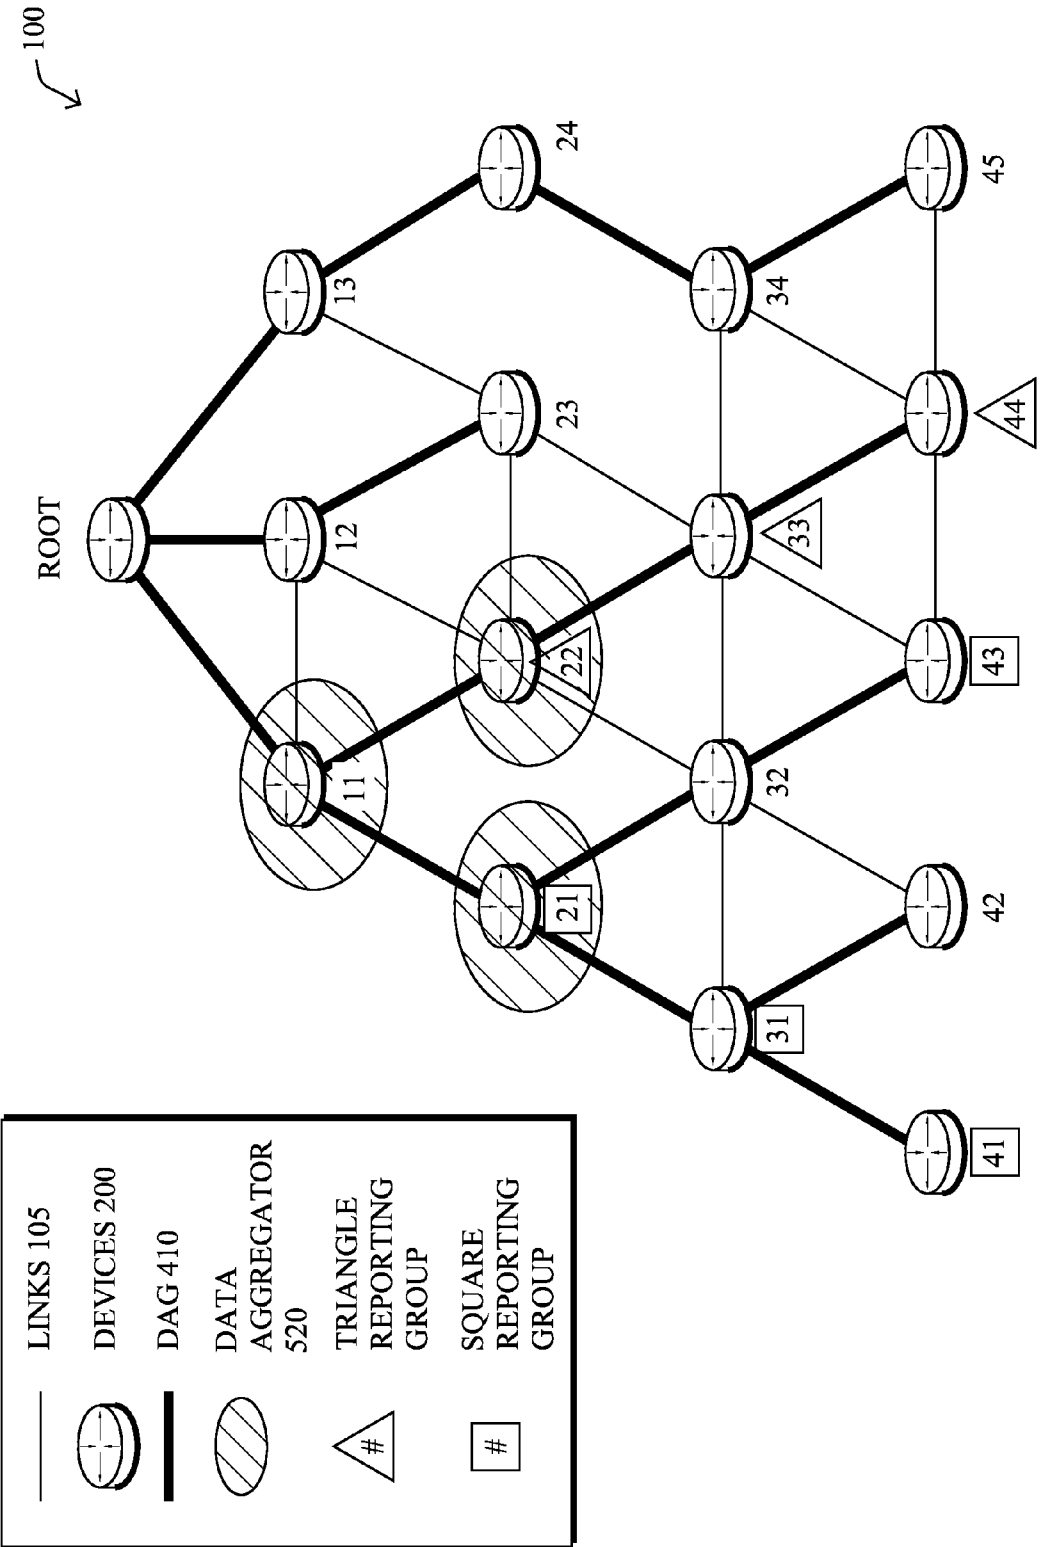 100
ROOT
11
12
13
21
22
23
24
31
32
33
34
41
42
43
44
45
LINKS 105
DEVICES 200
DAG 410
DATA
AGGREGATOR
520
TRIANGLE
REPORTING
GROUP
#
SQUARE
REPORTING
GROUP
#